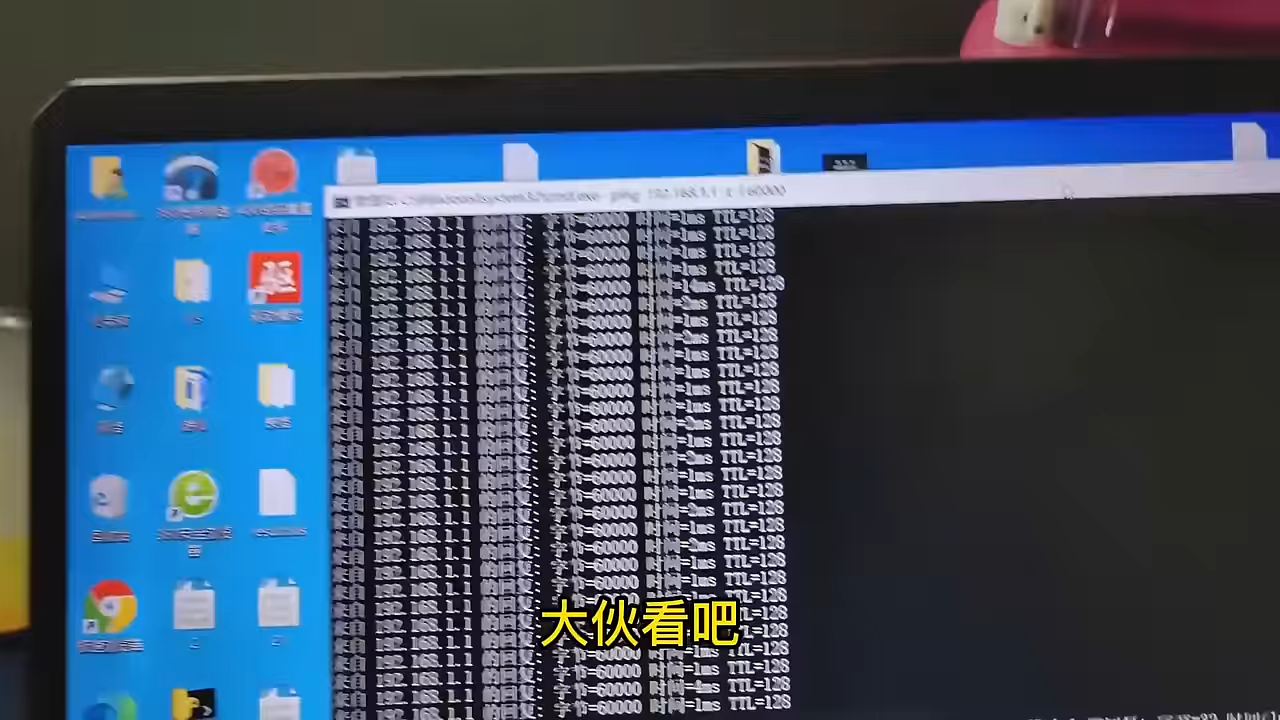 C:\Windows\system32\cmd.exe - ping 192.168.1.1 -t -l 60000
来自 192.168.1.1 的回复: 字节=60000 时间=1ms TTL=128
来自 192.168.1.1 的回复: 字节=60000 时间=1ms TTL=128
来自 192.168.1.1 的回复: 字节=60000 时间=1ms TTL=128
来自 192.168.1.1 的回复: 字节=60000 时间=1ms TTL=128
来自 192.168.1.1 的回复: 字节=60000 时间=14ms TTL=128
来自 192.168.1.1 的回复: 字节=60000 时间=2ms TTL=128
来自 192.168.1.1 的回复: 字节=60000 时间=1ms TTL=128
来自 192.168.1.1 的回复: 字节=60000 时间=2ms TTL=128
来自 192.168.1.1 的回复: 字节=60000 时间=1ms TTL=128
来自 192.168.1.1 的回复: 字节=60000 时间=1ms TTL=128
来自 192.168.1.1 的回复: 字节=60000 时间=1ms TTL=128
来自 192.168.1.1 的回复: 字节=60000 时间=1ms TTL=128
来自 192.168.1.1 的回复: 字节=60000 时间=2ms TTL=128
来自 192.168.1.1 的回复: 字节=60000 时间=1ms TTL=128
来自 192.168.1.1 的回复: 字节=60000 时间=2ms TTL=128
来自 192.168.1.1 的回复: 字节=60000 时间=1ms TTL=128
来自 192.168.1.1 的回复: 字节=60000 时间=1ms TTL=128
来自 192.168.1.1 的回复: 字节=60000 时间=2ms TTL=128
来自 192.168.1.1 的回复: 字节=60000 时间=1ms TTL=128
来自 192.168.1.1 的回复: 字节=60000 时间=2ms TTL=128
来自 192.168.1.1 的回复: 字节=60000 时间=1ms TTL=128
来自 192.168.1.1 的回复: 字节=60000 时间=1ms TTL=128
来自 192.168.1.1 的回复: TTL=128
来自 192.168.1.1 的回复: TTL=128
来自 192.168.1.1 的回复: TTL=128
来自 192.168.1.1 的回复: 字节=60000 时间=1ms TTL=128
来自 192.168.1.1 的回复: 字节=60000 时间=1ms TTL=128
来自 192.168.1.1 的回复: 字节=60000 时间=4ms TTL=128
来自 192.168.1.1 的回复: 字节=60000 时间=1ms TTL=128
大伙看吧